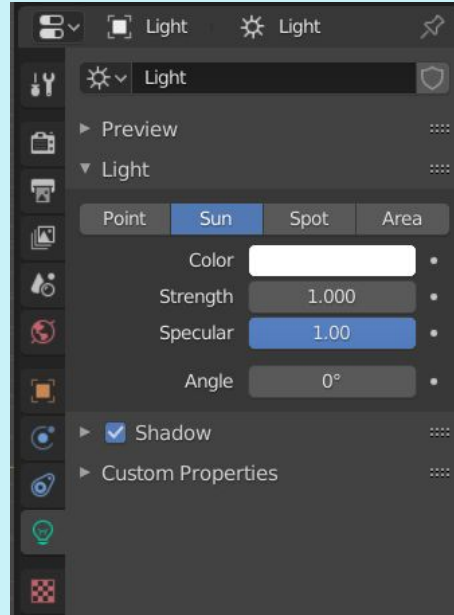 Light Light
Light
Preview
Light
Point Sun Spot Area
Color
Strength 1.000
Specular 1.00
Angle 0°
Shadow
Custom Properties